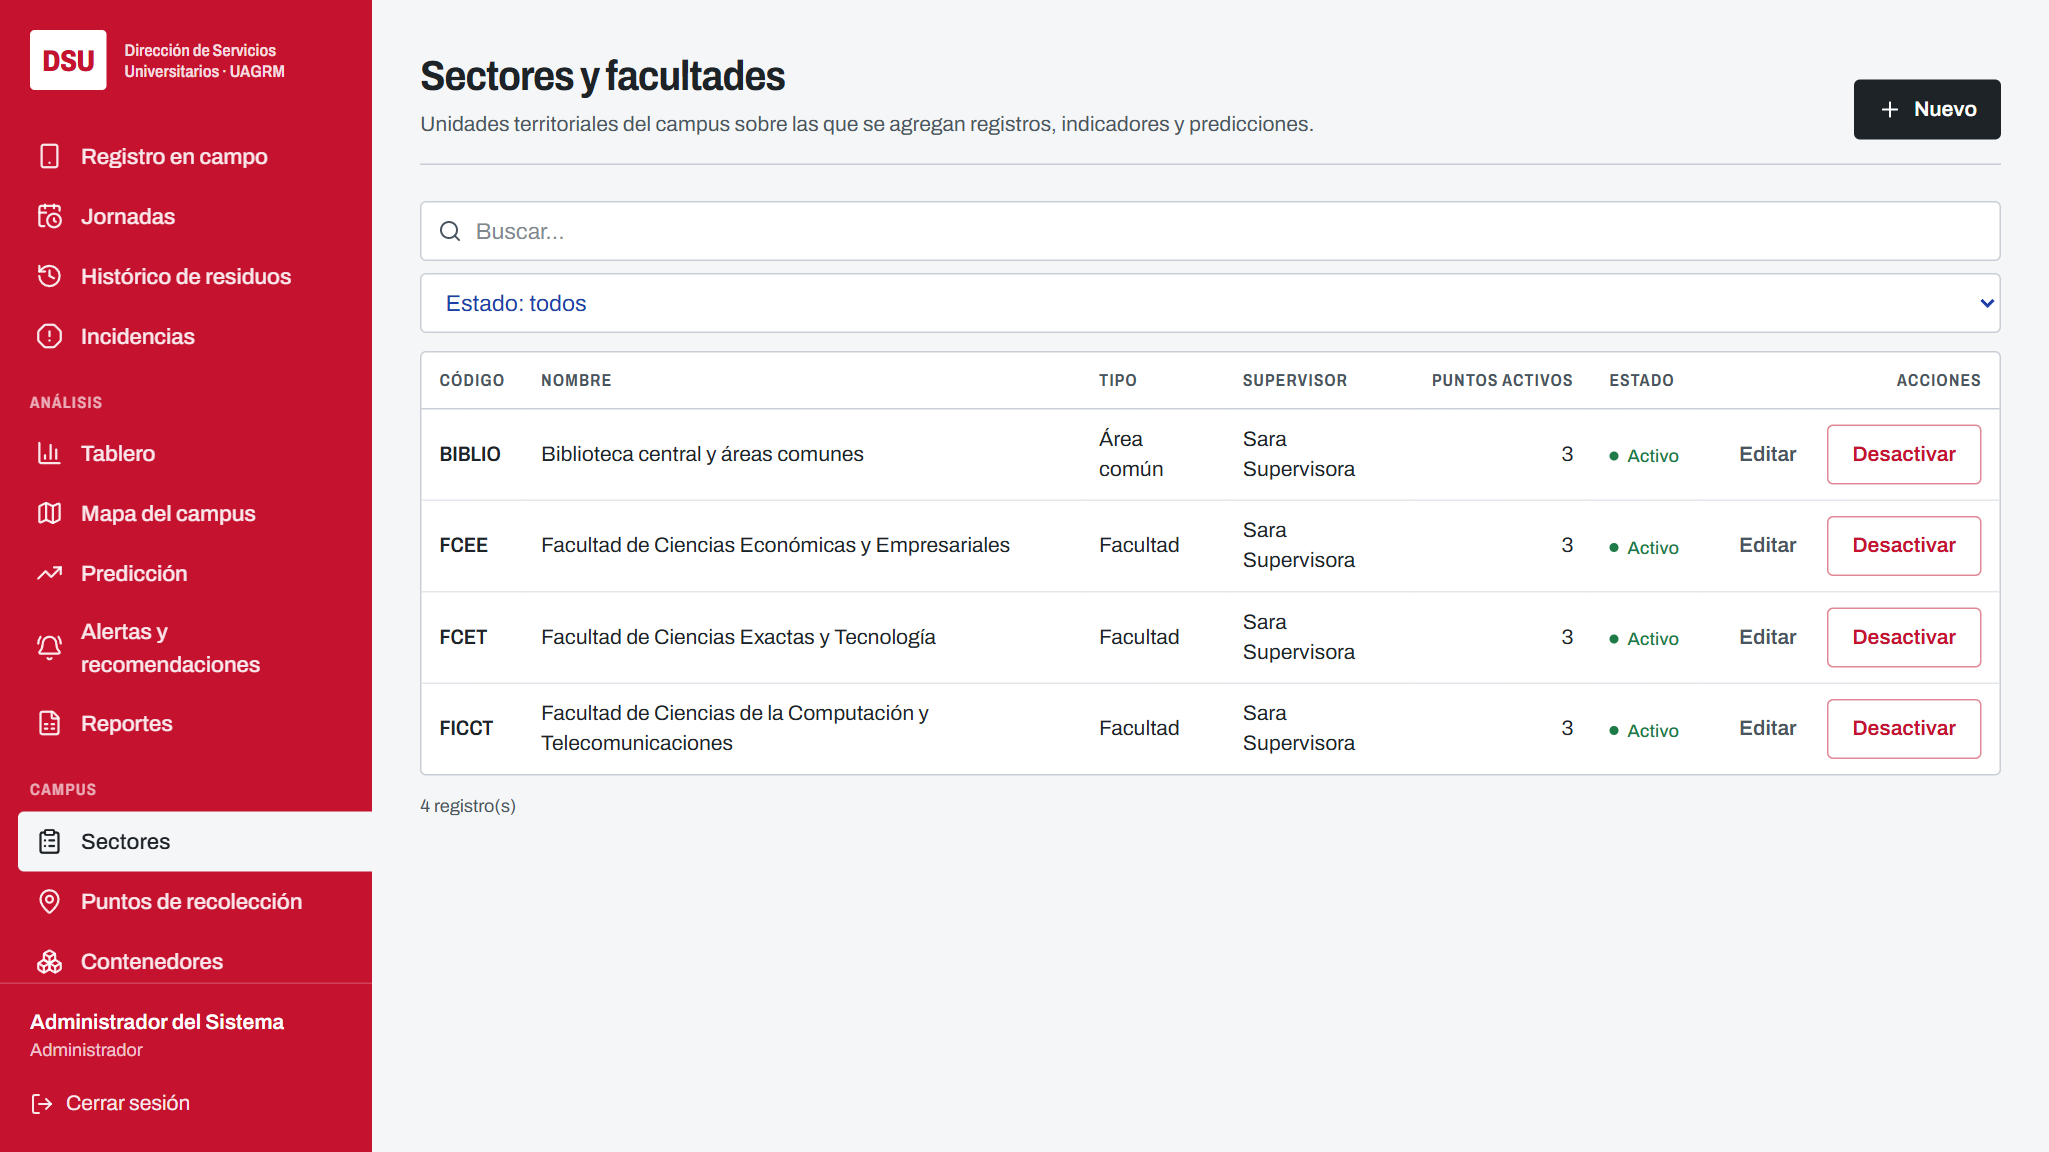 DSU
Dirección de Servicios
Universitarios · UAGRM
Registro en campo
Jornadas
Histórico de residuos
Incidencias
ANÁLISIS
Tablero
Mapa del campus
Predicción
Alertas y
recomendaciones
Reportes
CAMPUS
Sectores
Puntos de recolección
Contenedores
Administrador del Sistema
Administrador
Cerrar sesión
Sectores y facultades
Unidades territoriales del campus sobre las que se agregan registros, indicadores y predicciones.
+ Nuevo
Buscar...
Estado: todos
CÓDIGO NOMBRE TIPO SUPERVISOR PUNTOS ACTIVOS ESTADO ACCIONES
BIBLIO Biblioteca central y áreas comunes Área común Sara Supervisora 3 Activo Editar Desactivar
FCEE Facultad de Ciencias Económicas y Empresariales Facultad Sara Supervisora 3 Activo Editar Desactivar
FCET Facultad de Ciencias Exactas y Tecnología Facultad Sara Supervisora 3 Activo Editar Desactivar
FICCT Facultad de Ciencias de la Computación y Telecomunicaciones Facultad Sara Supervisora 3 Activo Editar Desactivar
4 registro(s)